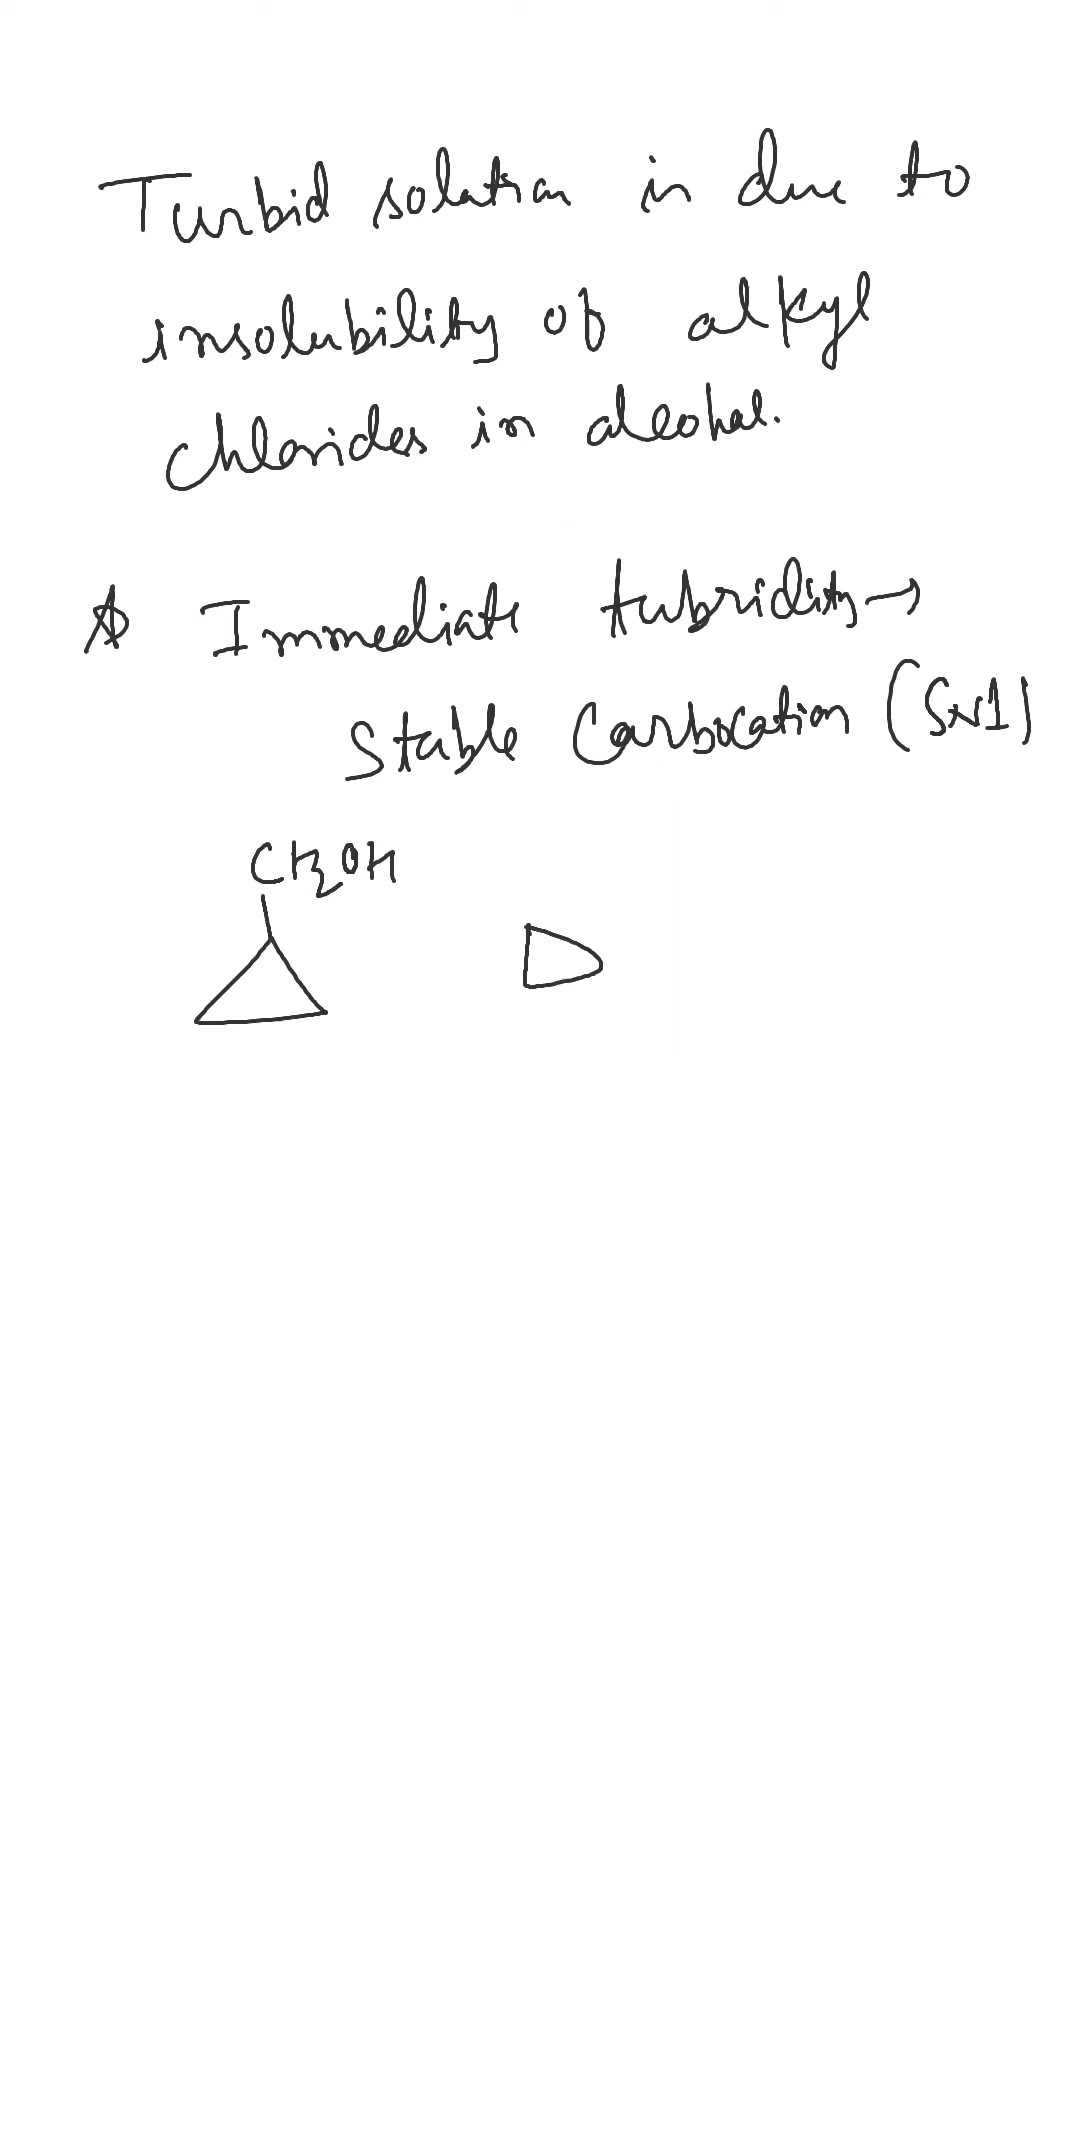 Turbid solution is due to
insolubility of alkyl
chlorides in alcohol.
Immediate tubridity→
Stable Carbocation (SN1)
CH2OH